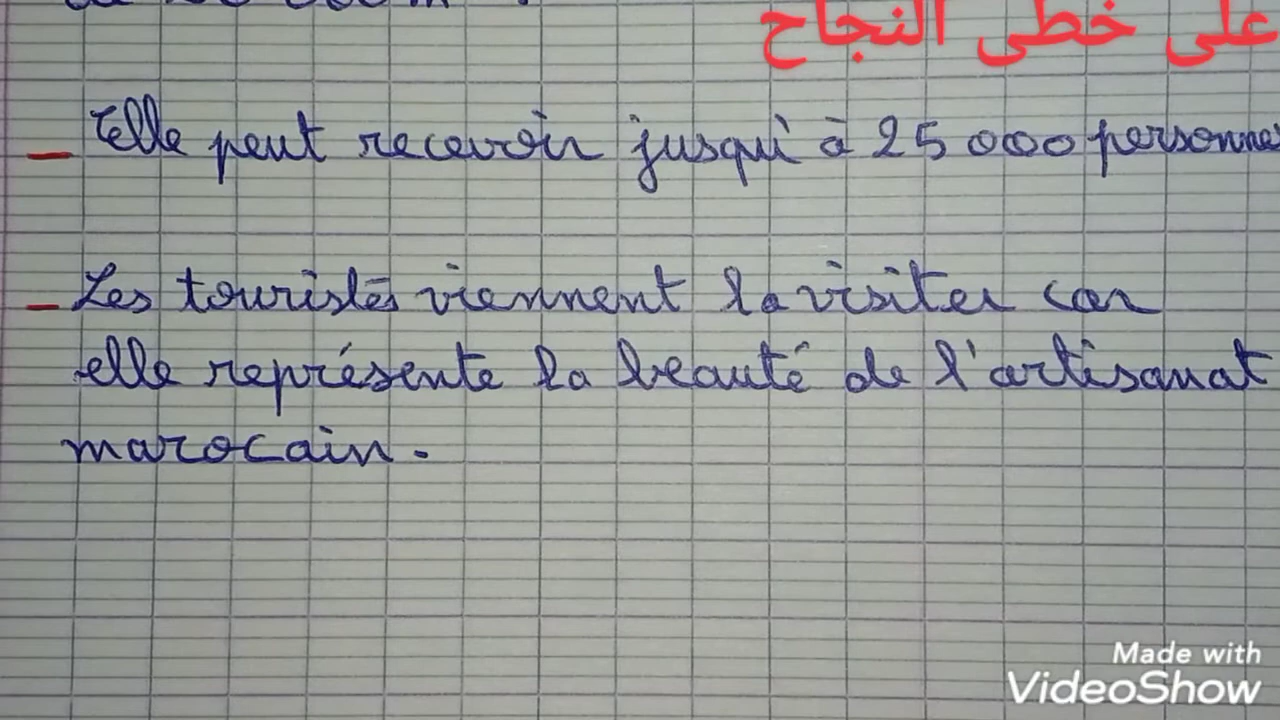 على خطى النجاح
_ Elle peut recevoir jusqu'à 25 000 personnes
_ Les touristes viennent la visiter car
elle représente la beauté de l'artisanat
marocain.
Made with
VideoShow